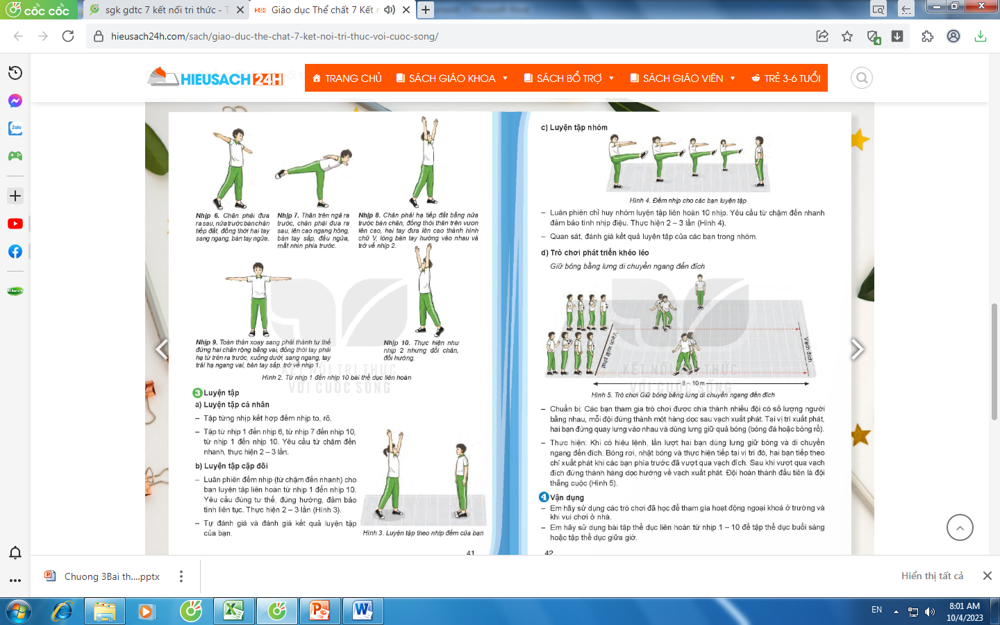 cốc cốc
sgk gdtc 7 kết nối tri thức - T
24H Giáo dục Thể chất 7 Kết n
hieusach24h.com/sach/giao-duc-the-chat-7-ket-noi-tri-thuc-voi-cuoc-song/
4
HIEUSACH 24H
TRANG CHỦ
SÁCH GIÁO KHOA
SÁCH BỔ TRỢ
SÁCH GIÁO VIÊN
TRẺ 3-6 TUỔI
Zalo
Nhịp 6. Chân phải đưa
ra sau, nửa trước bàn chân
tiếp đất, đồng thời hai tay
sang ngang, bàn tay ngửa.
Nhịp 7. Thân trên ngả ra
trước, chân phải đưa ra
sau, lên cao ngang hông,
bàn tay sấp, đầu ngửa,
mắt nhìn phía trước.
Nhịp 8. Chân phải hạ tiếp đất bằng nửa
trước bàn chân, đồng thời thân trên vươn
lên cao, hai tay đưa lên cao thành hình
chữ V, lòng bàn tay hướng vào nhau và
trở về nhịp 2.
Nhịp 9. Toàn thân xoay sang phải thành tư thế
đứng hai chân rộng bằng vai, đồng thời tay phải
hạ từ trên ra trước, xuống dưới, sang ngang, tay
trái hạ ngang vai, bàn tay sấp, trở về nhịp 1.
Nhịp 10. Thực hiện như
nhịp 2 nhưng đổi chân,
đổi hướng.
KẾT NỐI TRI THỨC
VỚI CUỘC SỐNG
Hình 2. Từ nhịp 1 đến nhịp 10 bài thể dục liên hoàn
3 Luyện tập
a) Luyện tập cá nhân
– Tập từng nhịp kết hợp đếm nhịp to, rõ.
– Tập từ nhịp 1 đến nhịp 6, từ nhịp 7 đến nhịp 10,
từ nhịp 1 đến nhịp 10. Yêu cầu từ chậm đến
nhanh, thực hiện 2 – 3 lần.
b) Luyện tập cặp đôi
– Luân phiên đếm nhịp (từ chậm đến nhanh) cho
bạn luyện tập liên hoàn từ nhịp 1 đến nhịp 10.
Yêu cầu đúng tư thế, đúng hướng, đảm bảo
tính liên tục. Thực hiện 2 – 3 lần (Hình 3).
– Tự đánh giá và đánh giá kết quả luyện tập
của bạn.
Hình 3. Luyện tập theo nhịp đếm của bạn
41
c) Luyện tập nhóm
Hình 4. Đếm nhịp cho các bạn luyện tập
– Luân phiên chỉ huy nhóm luyện tập liên hoàn 10 nhịp. Yêu cầu từ chậm đến nhanh
đảm bảo tính nhịp điệu. Thực hiện 2 – 3 lần (Hình 4).
– Quan sát, đánh giá kết quả luyện tập của các bạn trong nhóm.
d) Trò chơi phát triển khéo léo
Giữ bóng bằng lưng di chuyển ngang đến đích
Vạch xuất phát
Vạch đích
KẾT NỐI TRI THỨC
VỚI CUỘC SỐNG
8 – 10 m
Hình 5. Trò chơi Giữ bóng bằng lưng di chuyển ngang đến đích
– Chuẩn bị: Các bạn tham gia trò chơi được chia thành nhiều đội có số lượng người
bằng nhau, mỗi đội đứng thành một hàng dọc sau vạch xuất phát. Tại vị trí xuất phát,
hai bạn đứng quay lưng vào nhau và dùng lưng giữ quả bóng (bóng đá hoặc bóng rổ).
– Thực hiện: Khi có hiệu lệnh, lần lượt hai bạn dùng lưng giữ bóng và di chuyển
ngang đến đích. Bóng rơi, nhặt bóng và thực hiện tiếp tại vị trí đó, hai bạn tiếp theo
chỉ xuất phát khi các bạn phía trước đã vượt qua vạch đích. Sau khi vượt qua vạch
đích đứng thành hàng dọc hướng về vạch xuất phát. Đội hoàn thành đầu tiên là đội
thắng cuộc (Hình 5).
4 Vận dụng
– Em hãy sử dụng các trò chơi đã học để tham gia hoạt động ngoại khoá ở trường và
khi vui chơi ở nhà.
– Em hãy sử dụng bài tập thể dục liên hoàn từ nhịp 1 – 10 để tập thể dục buổi sáng
hoặc tập thể dục giữa giờ.
42
Chuong 3Bai th....pptx
Hiển thị tất cả
EN
8:01 AM
10/4/2023